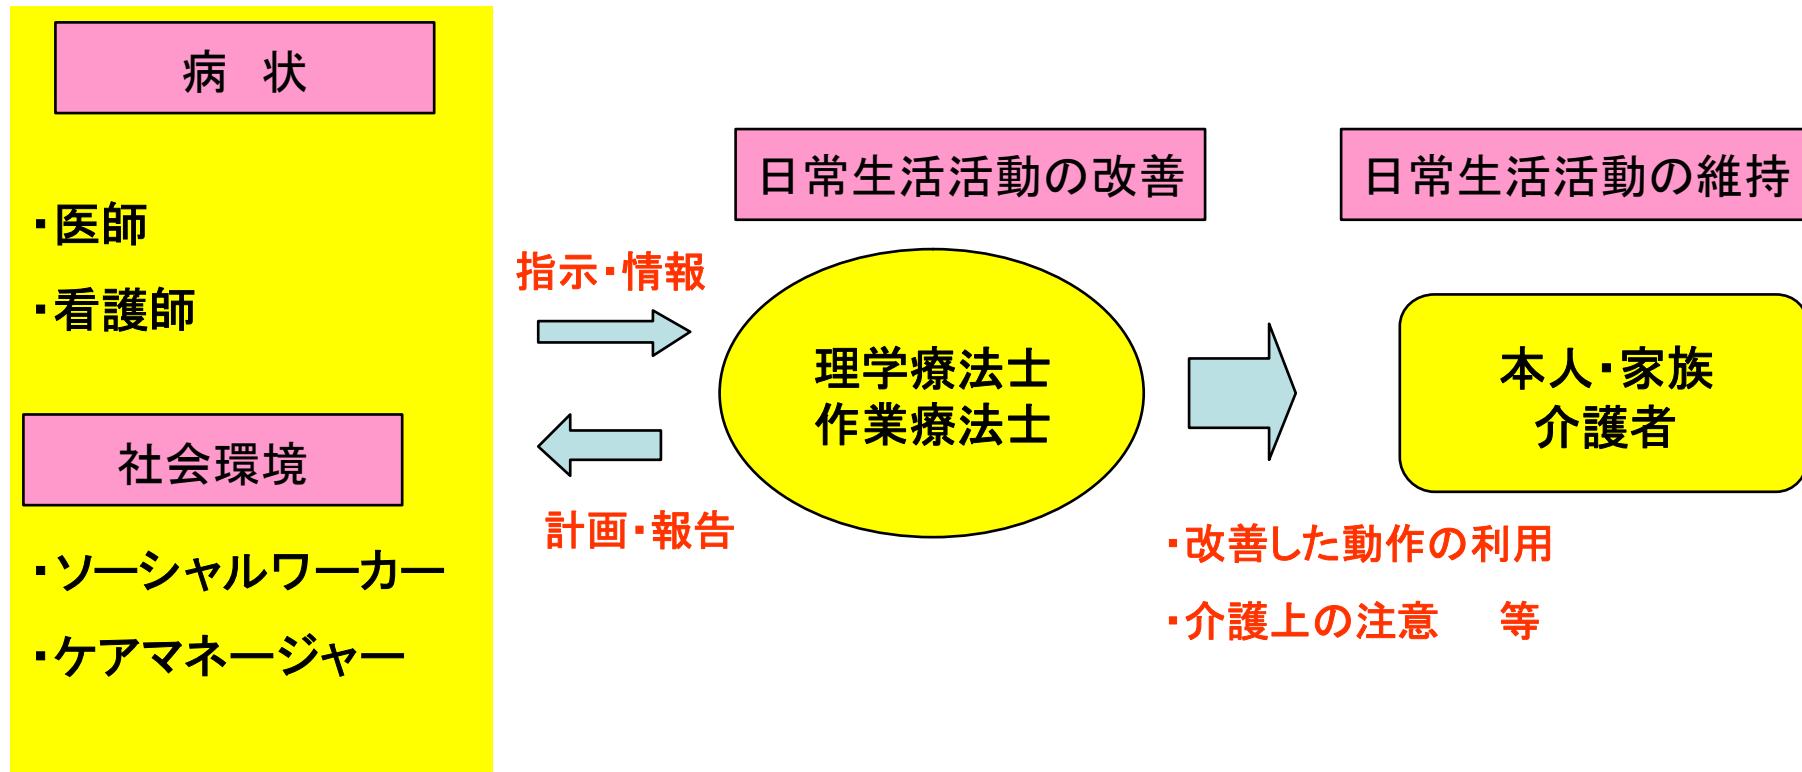 病　状
・医師
・看護師
社会環境
・ソーシャルワーカー
・ケアマネージャー
指示・情報
計画・報告
日常生活活動の改善
理学療法士
作業療法士
日常生活活動の維持
本人・家族
介護者
・改善した動作の利用
・介護上の注意　等